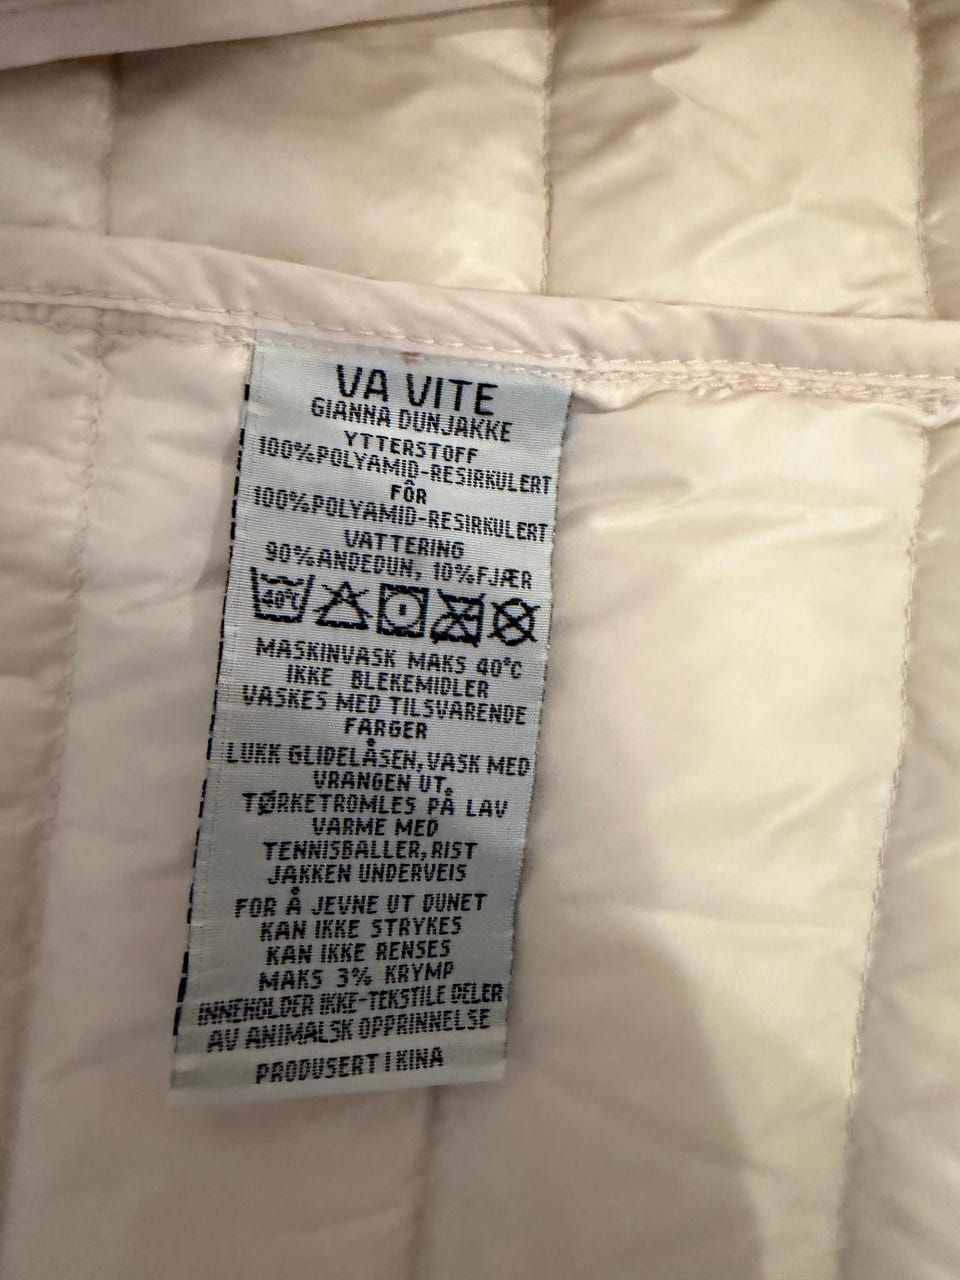 VA VITE
GIANNA DUNJAKKE
YTTERSTOFF
100%POLYAMID-RESIRKULERT
FÔR
100%POLYAMID-RESIRKULERT
VATTERING
90%ANDEDUN, 10%FJÆR
40°C
MASKINVASK MAKS 40°C
IKKE BLEKEMIDLER
VASKES MED TILSVARENDE
FARGER
LUKK GLIDELÅSEN, VASK MED
VRANGEN UT,
TØRKETROMLES PÅ LAV
VARME MED
TENNISBALLER, RIST
JAKKEN UNDERVEIS
FOR Å JEVNE UT DUNET
KAN IKKE STRYKES
KAN IKKE RENSES
MAKS 3% KRYMP
INNEHOLDER IKKE-TEKSTILE DELER
AV ANIMALSK OPPRINNELSE
PRODUSERT I KINA